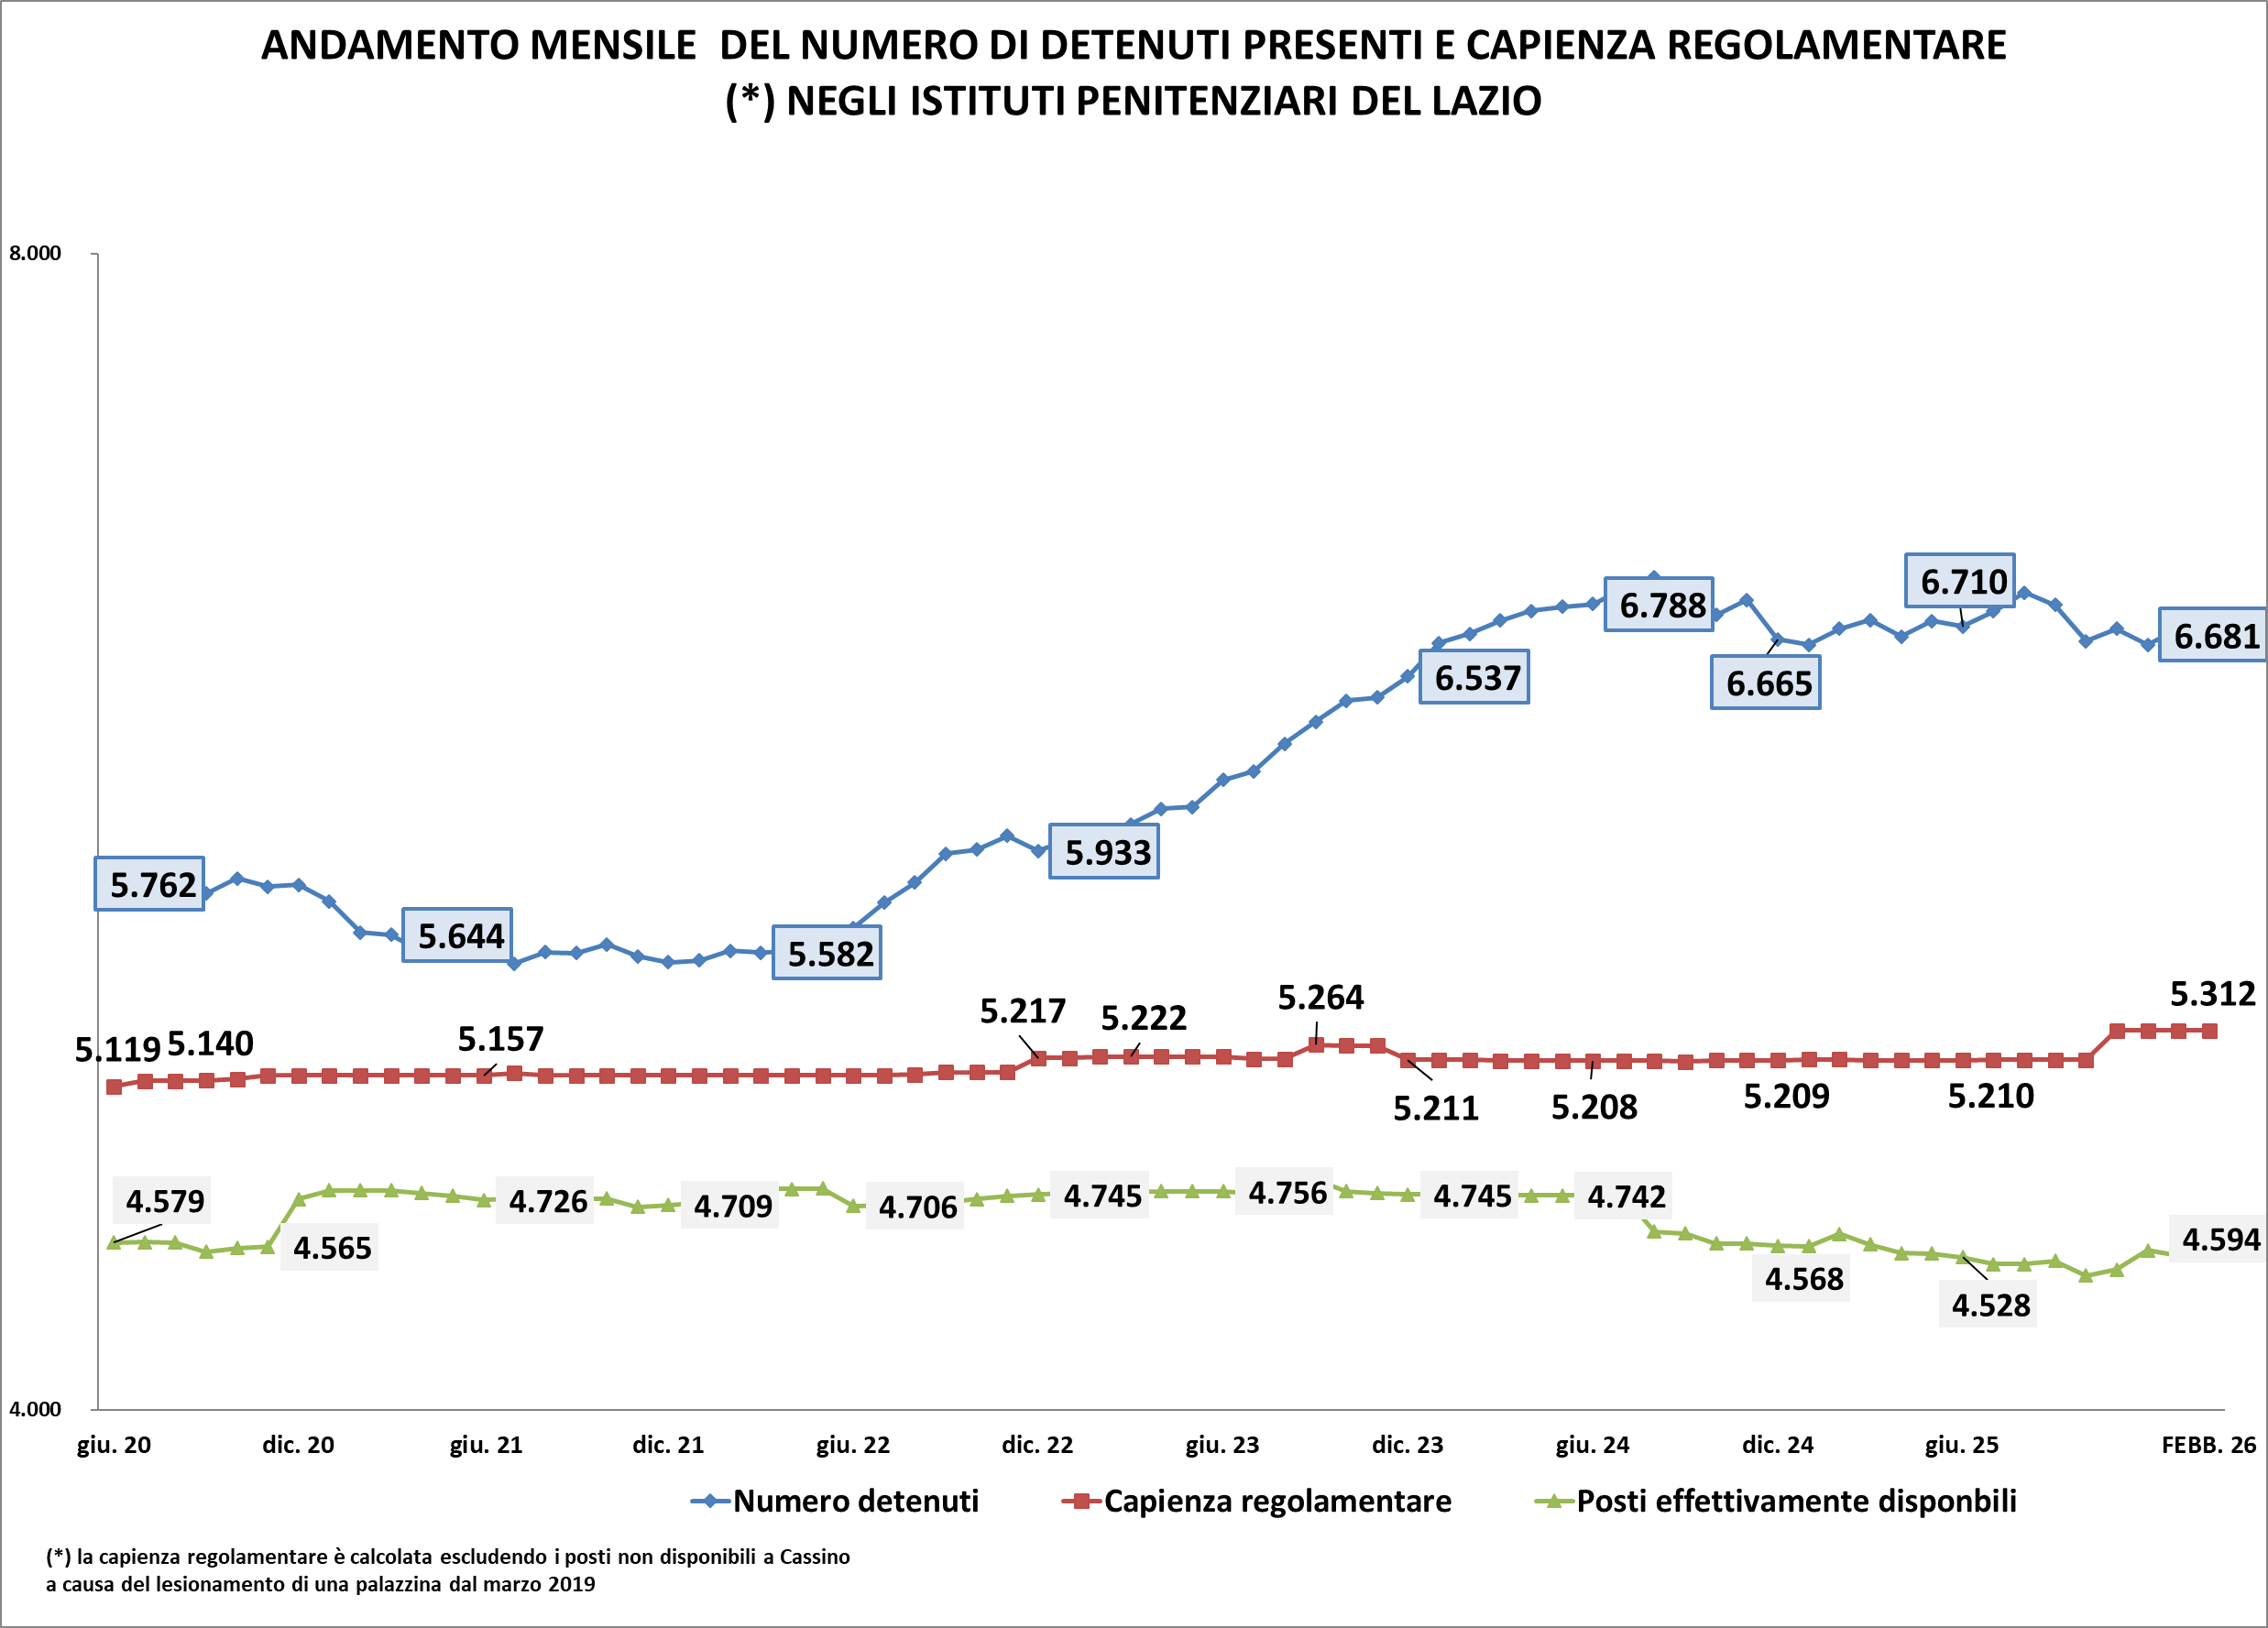 ANDAMENTO MENSILE  DEL NUMERO DI DETENUTI PRESENTI E CAPIENZA REGOLAMENTARE
(*) NEGLI ISTITUTI PENITENZIARI DEL LAZIO
8.000
6.710
6.788
6.681
6.537
6.665
5.933
5.762
5.644
5.582
5.312
5.264
5.217
5.222
5.157
5.140
5.119
5.211
5.208
5.209
5.210
4.579
4.726
4.709
4.706
4.745
4.756
4.745
4.742
4.565
4.594
4.568
4.528
4.000
giu. 20
dic. 20
giu. 21
dic. 21
giu. 22
dic. 22
giu. 23
dic. 23
giu. 24
dic. 24
giu. 25
FEBB. 26
Numero detenuti
Capienza regolamentare
Posti effettivamente disponbili
(*) la capienza regolamentare è calcolata escludendo i posti non disponibili a Cassino
a causa del lesionamento di una palazzina dal marzo 2019